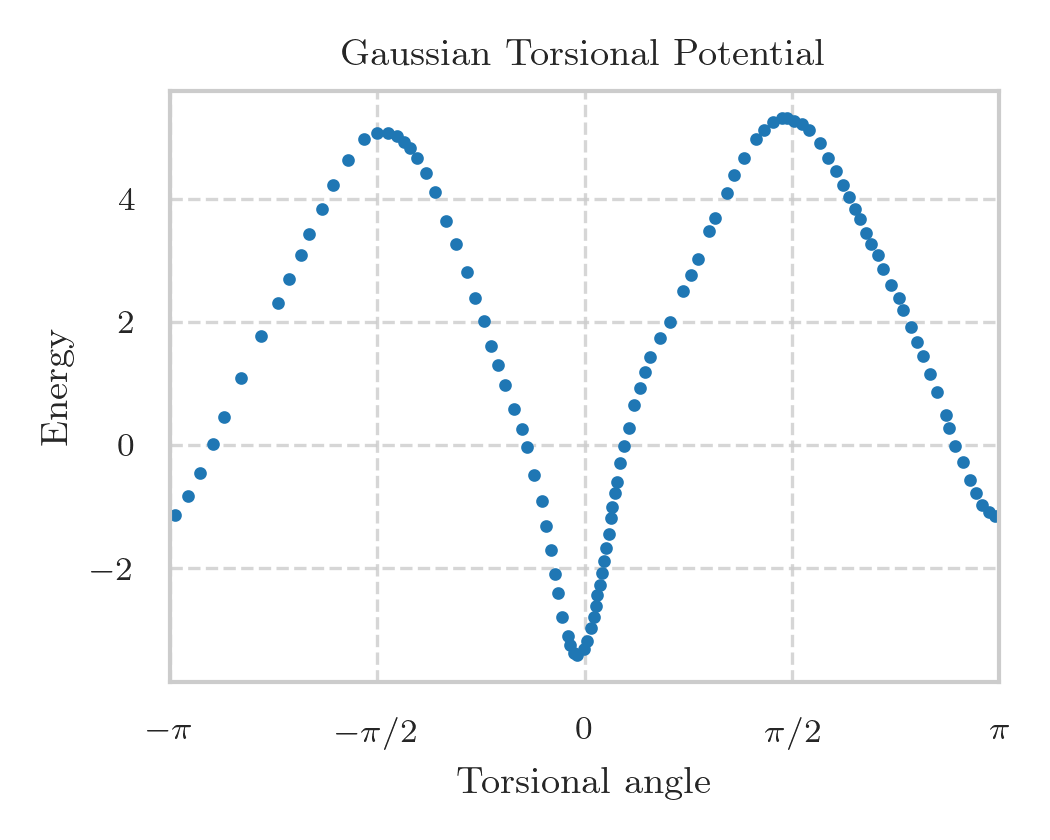 Gaussian Torsional Potential
Energy
4
2
0
−2
−π
−π/2
0
π/2
π
Torsional angle